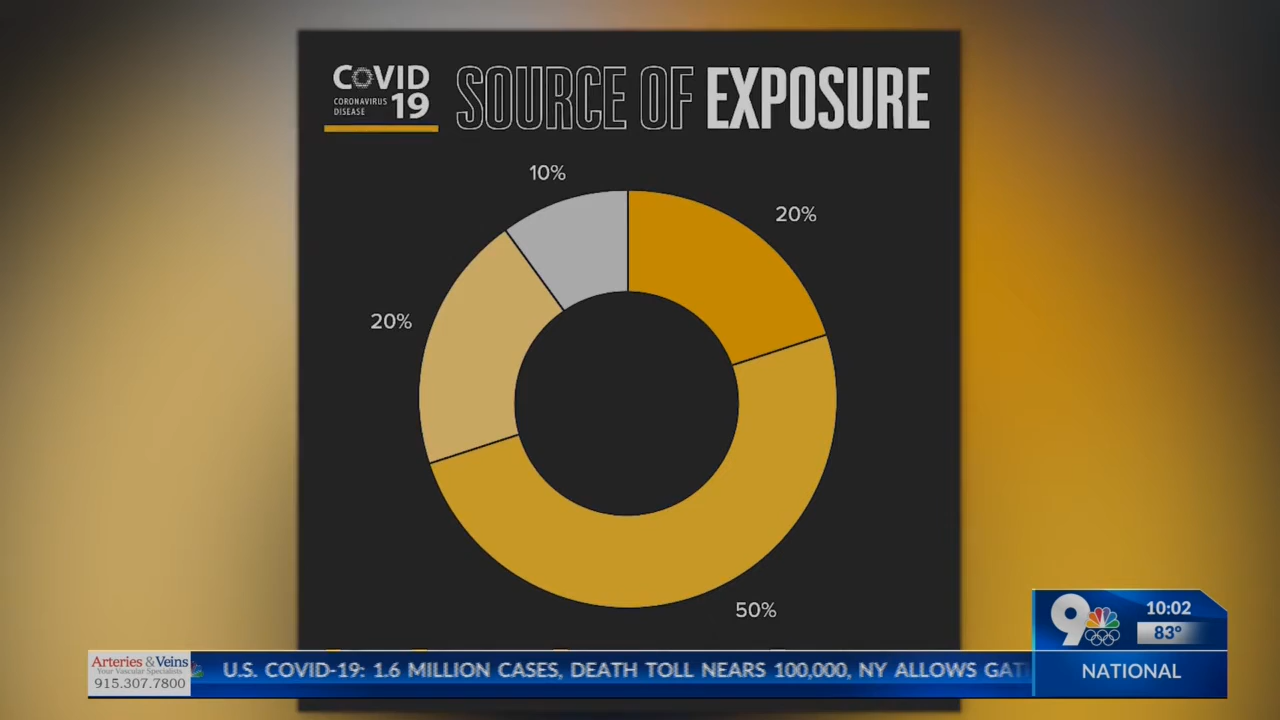 COVID
CORONAVIRUS
DISEASE
19
SOURCE OF EXPOSURE
10%
20%
20%
50%
Arteries & Veins
Your Vascular Specialists
915.307.7800
U.S. COVID-19: 1.6 MILLION CASES, DEATH TOLL NEARS 100,000, NY ALLOWS
9
10:02
83°
NATIONAL